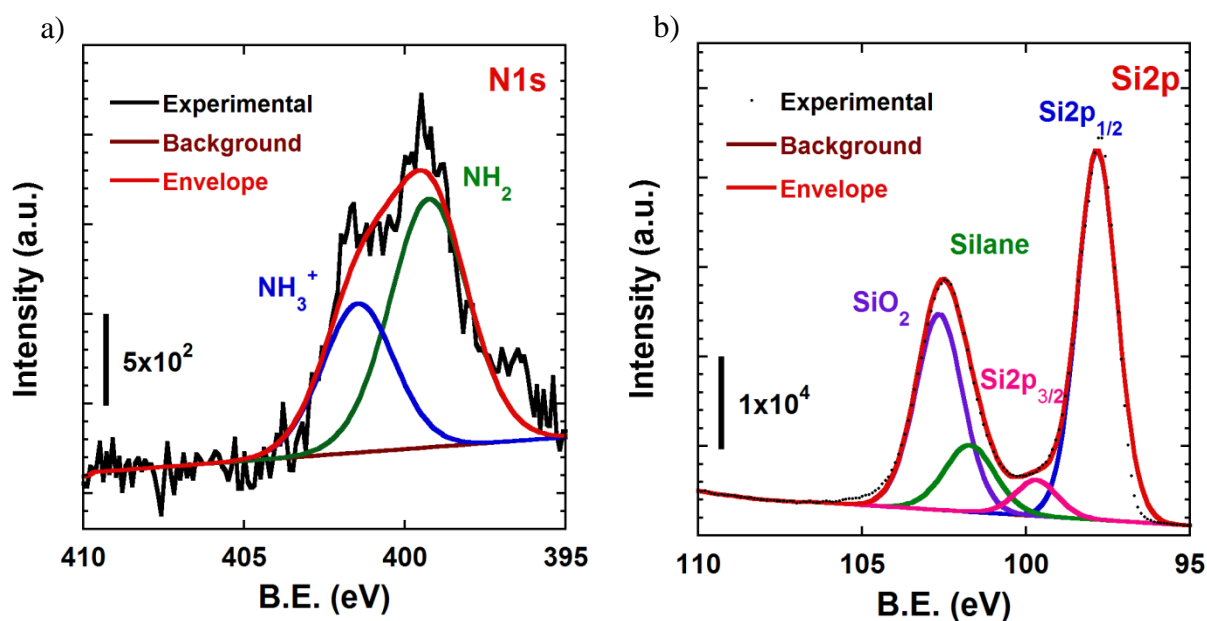 a)
N1s
Experimental
Background
Envelope
NH₂
NH₃⁺
5x10²
Intensity (a.u.)
410 405 400 395
B.E. (eV)
b)
Si2p
Experimental
Background
Envelope
Si2p₁/₂
Silane
SiO₂
Si2p₃/₂
1x10⁴
Intensity (a.u.)
110 105 100 95
B.E. (eV)